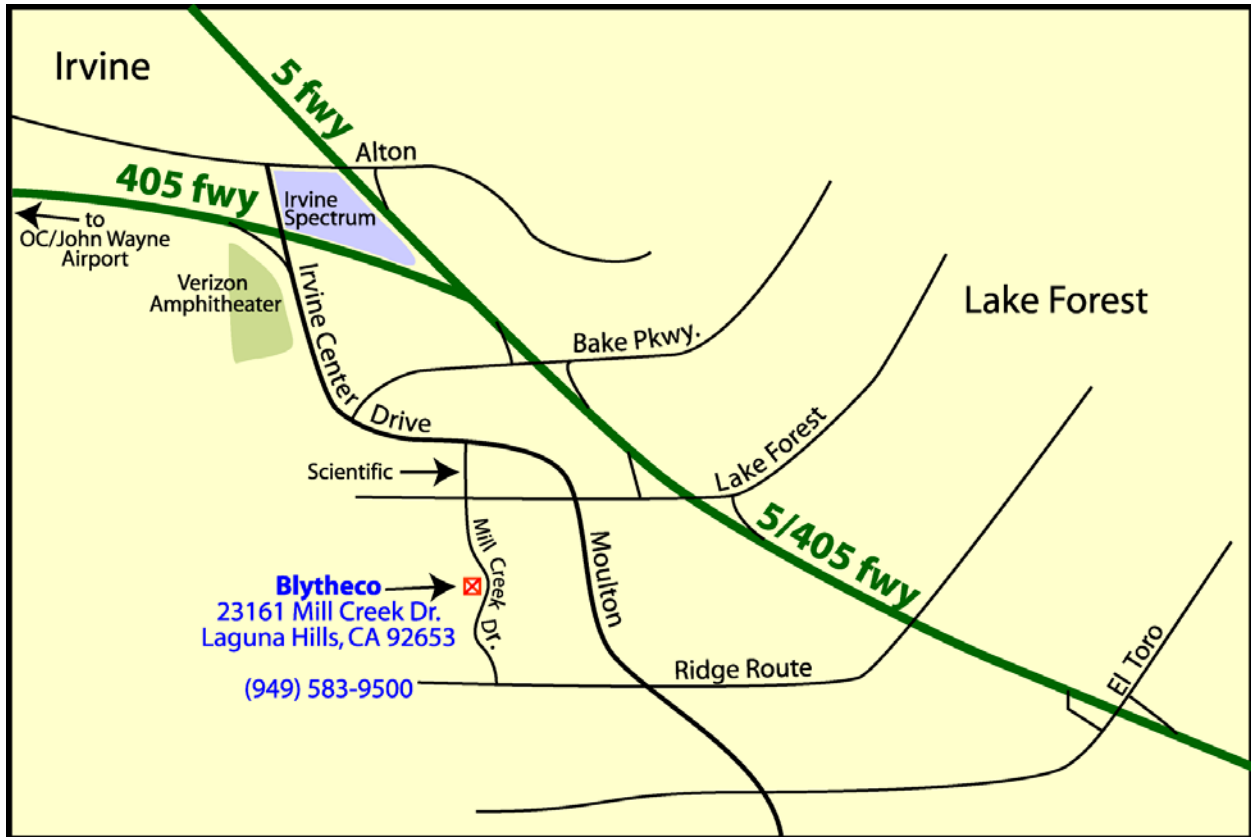 Irvine
5 fwy
Alton
405 fwy
Irvine
Spectrum
to
OC/John Wayne
Airport
Verizon
Amphitheater
Irvine Center
Drive
Bake Pkwy.
Lake Forest
Lake Forest
Scientific
5/405 fwy
Mill Creek Dr.
Moulton
Blytheco
23161 Mill Creek Dr.
Laguna Hills, CA 92653
(949) 583-9500
Ridge Route
El Toro